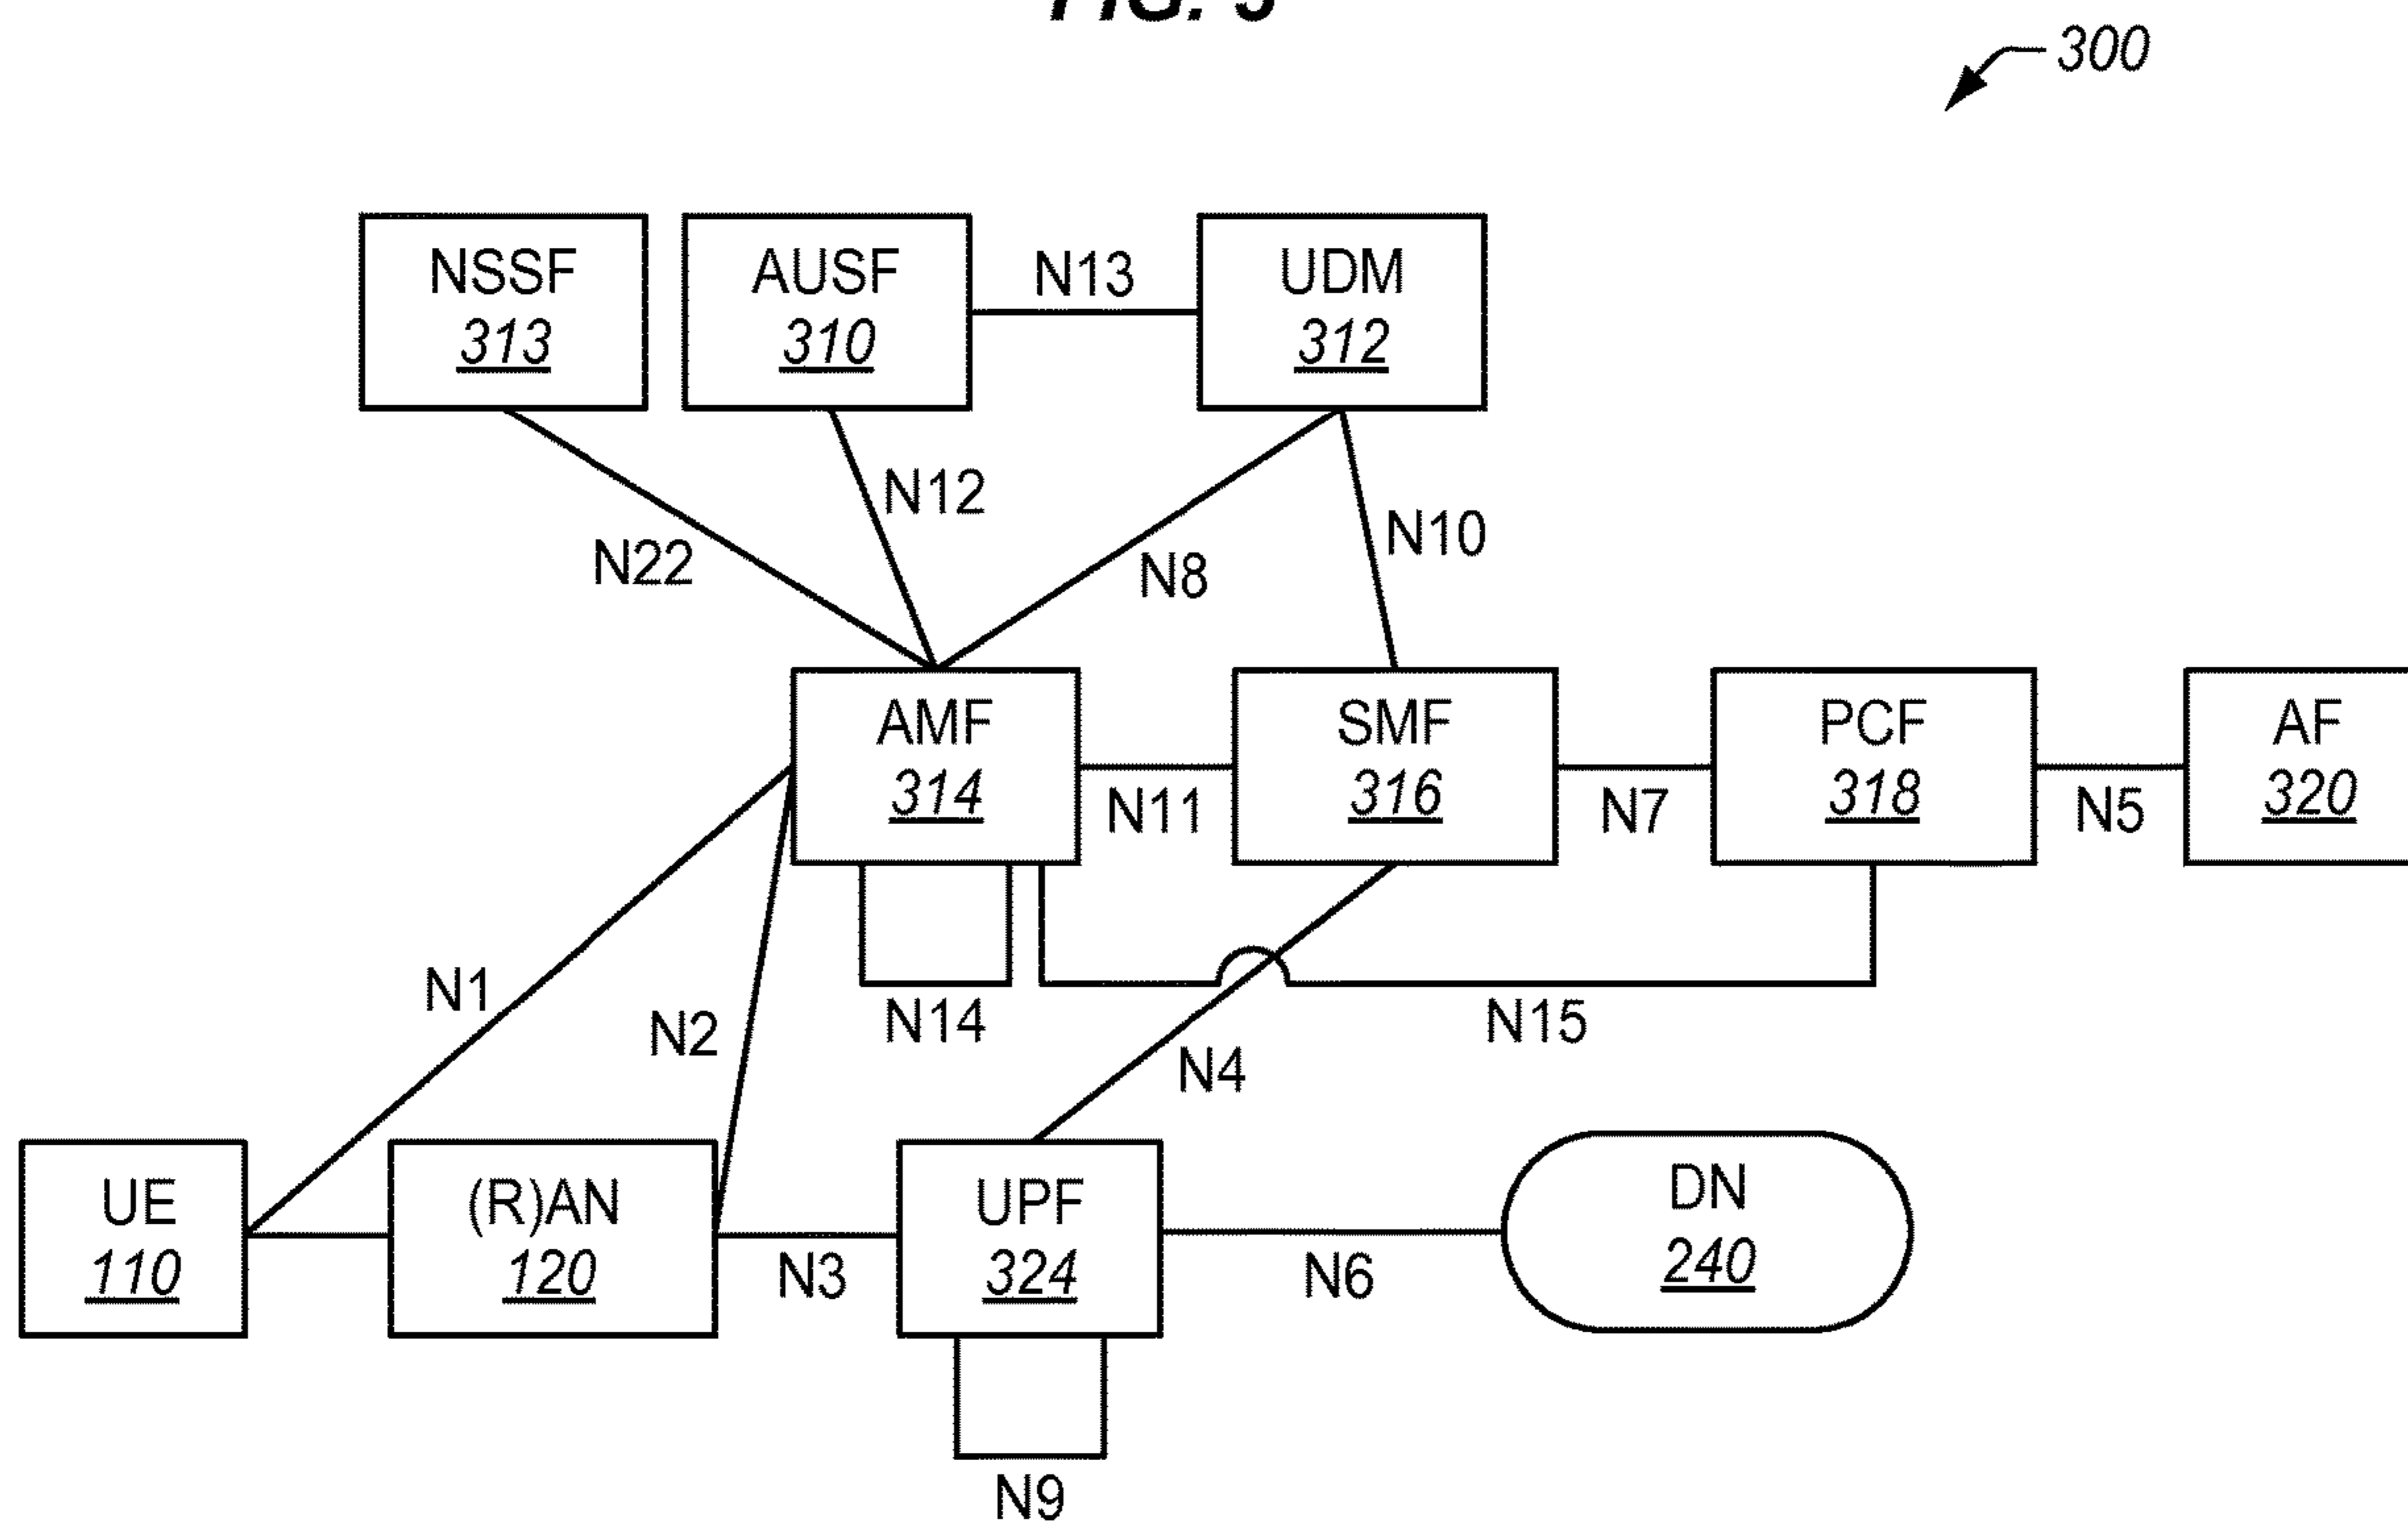 300
NSSF
313
AUSF
310
N13
UDM
312
N12
N22
N8
N10
AMF
314
N11
SMF
316
N7
PCF
318
N5
AF
320
N1
N2
N14
N15
N4
UE
110
(R)AN
120
N3
UPF
324
N6
DN
240
N9